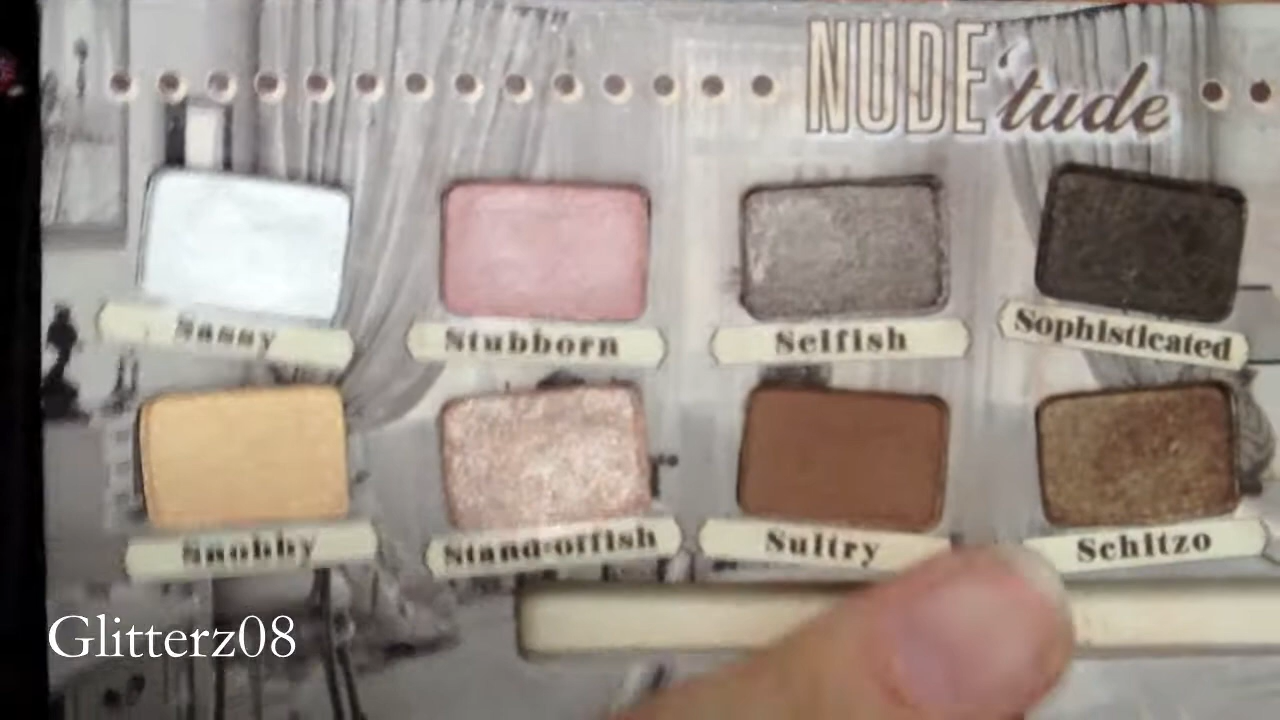 NUDE'tude
Sassy
Stubborn
Selfish
Sophisticated
Snobby
Stand-offish
Sultry
Schitzo
Glitterz08